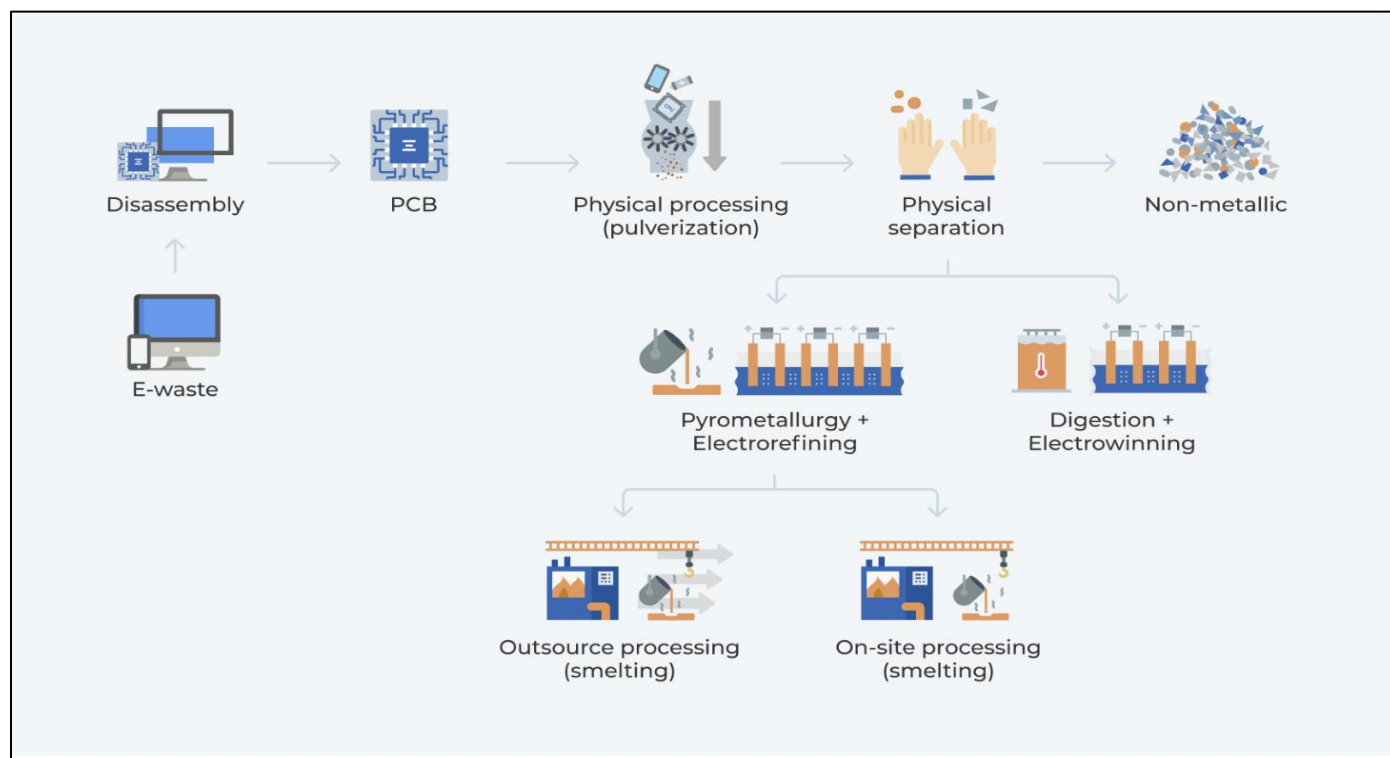 Disassembly
PCB
Physical processing
(pulverization)
Physical
separation
Non-metallic
E-waste
Pyrometallurgy +
Electrorefining
Digestion +
Electrowinning
Outsource processing
(smelting)
On-site processing
(smelting)